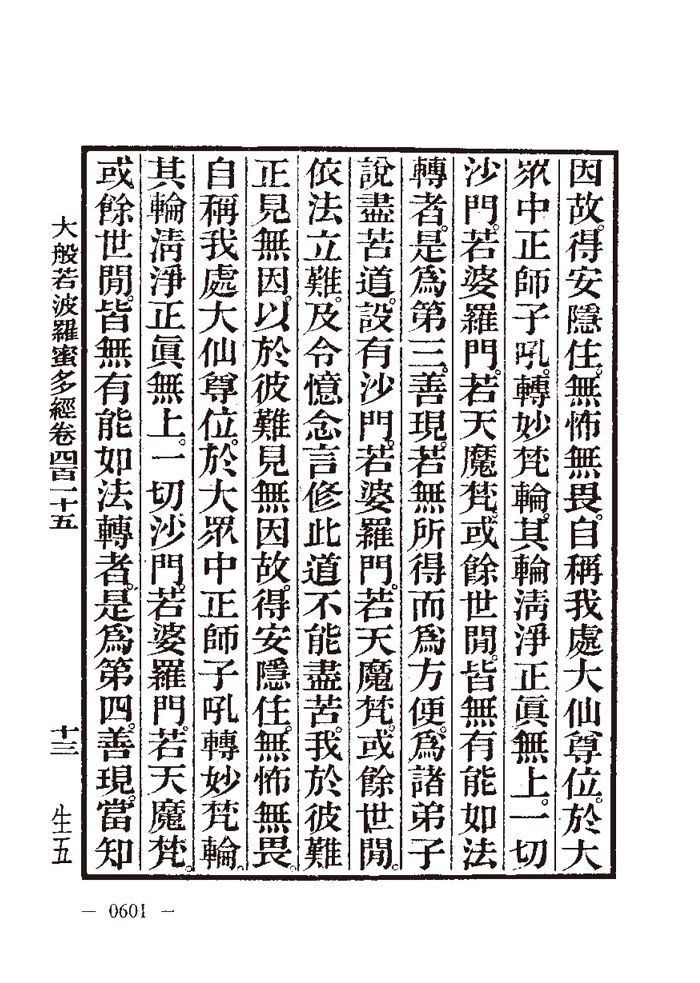 因故。得安隱住。無怖無畏。自稱我處大仙尊位。於大
眾中正師子吼。轉妙梵輪。其輪清淨正眞無上。一切
沙門。若婆羅門。若天魔梵。或餘世間。皆無有能如法
轉者。是爲第三。善現。若無所得而爲方便。爲諸弟子
說盡苦道。設有沙門。若婆羅門。若天魔梵。或餘世間。
依法立難。及令憶念言修此道不能盡苦。我於彼難
正見無因。以於彼難見無因故。得安隱住。無怖無畏。
自稱我處大仙尊位。於大眾中正師子吼轉妙梵輪。
其輪清淨正眞無上。一切沙門。若婆羅門。若天魔梵。
或餘世間。皆無有能如法轉者。是爲第四。善現。當知
大般若波羅蜜多經卷四百一十五
十三
生五
— 0601 —